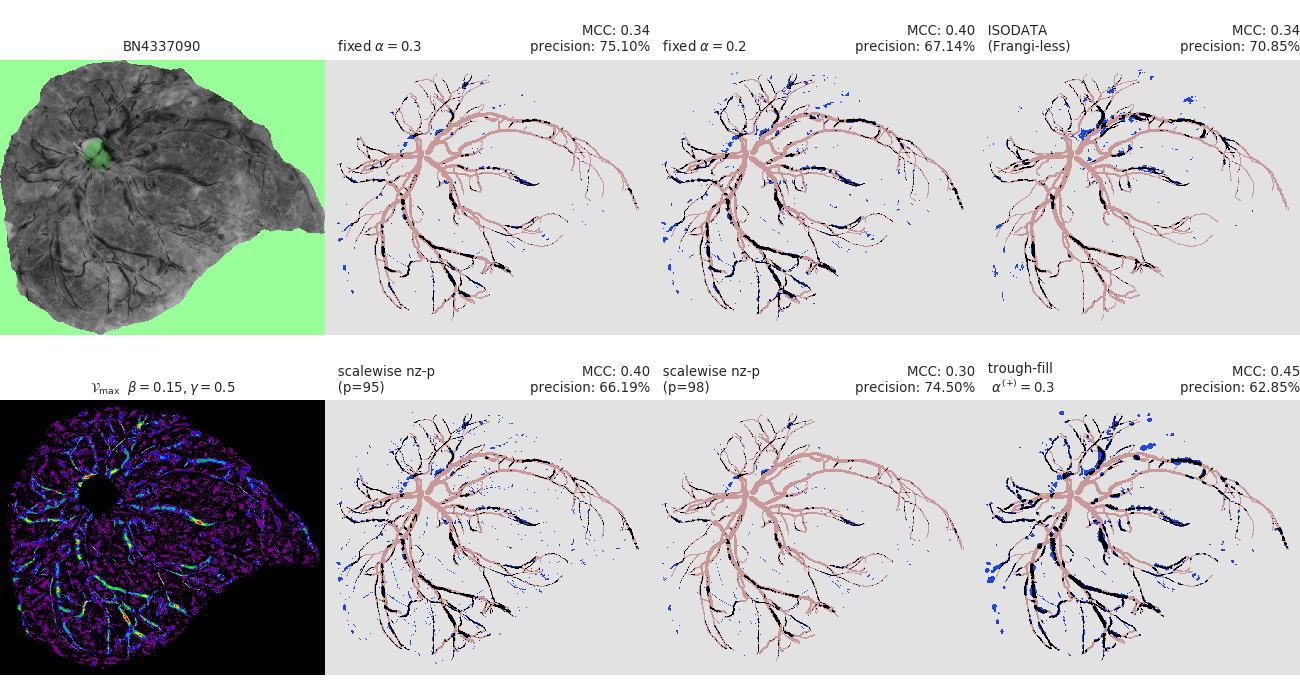 BN4337090
fixed α = 0.3
MCC: 0.34
precision: 75.10%
fixed α = 0.2
MCC: 0.40
precision: 67.14%
ISODATA
(Frangi-less)
MCC: 0.34
precision: 70.85%
𝒱max β = 0.15, γ = 0.5
scalewise nz-p
(p=95)
MCC: 0.40
precision: 66.19%
scalewise nz-p
(p=98)
MCC: 0.30
precision: 74.50%
trough-fill
α(+) = 0.3
MCC: 0.45
precision: 62.85%